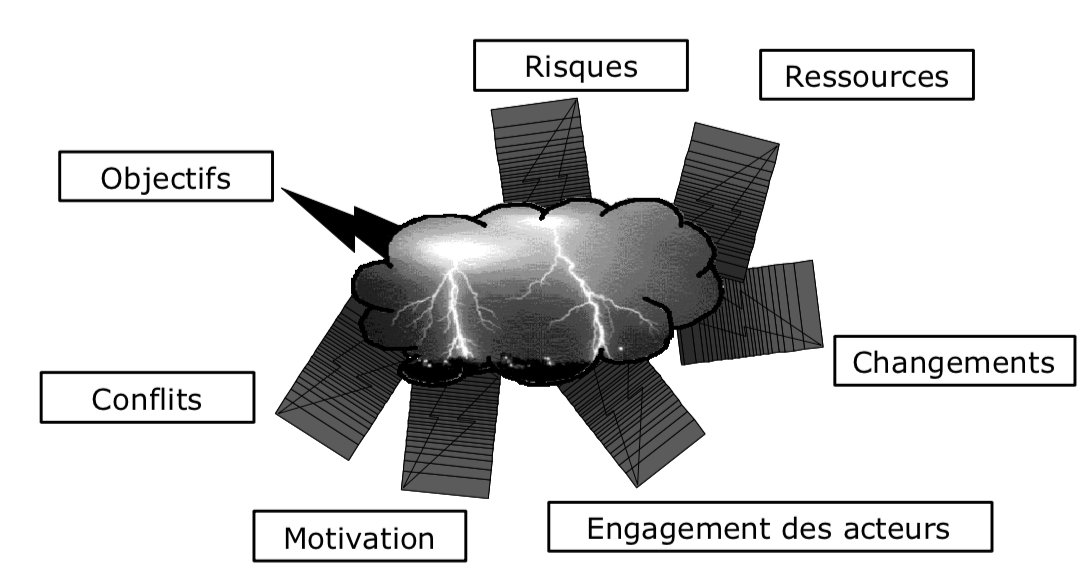 Risques
Ressources
Objectifs
Changements
Conflits
Engagement des acteurs
Motivation